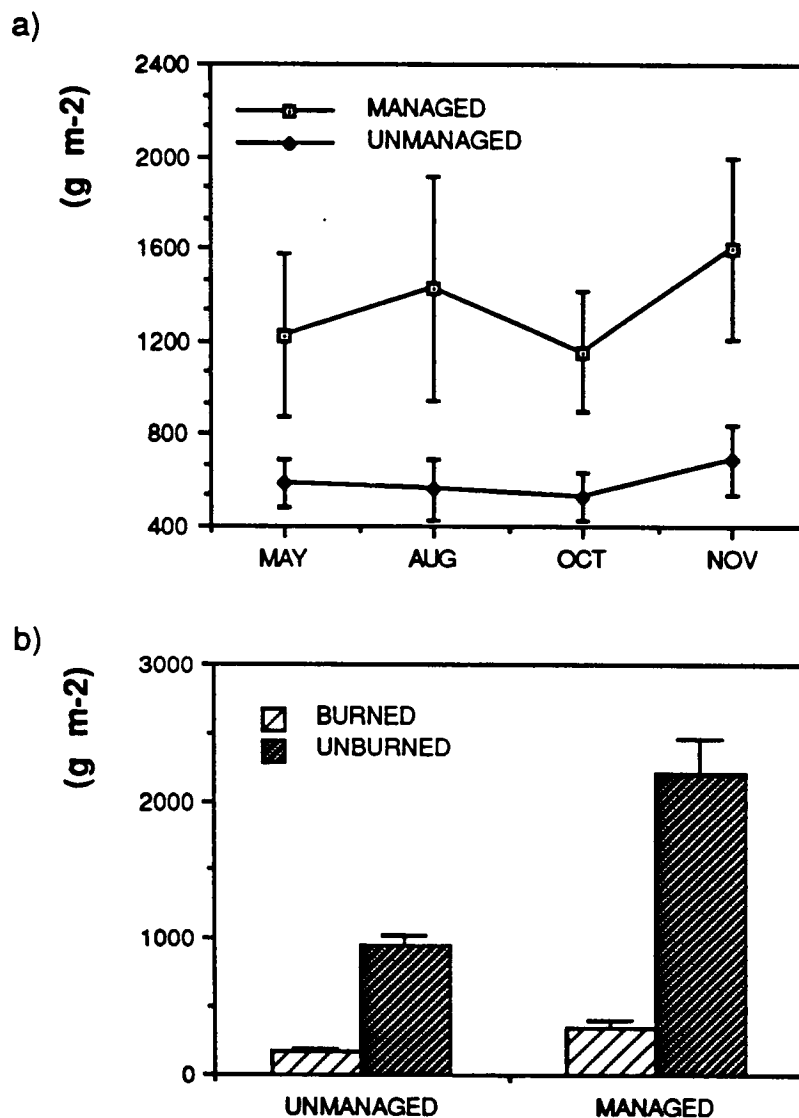 a)
(g m-2)
2400
2000
1600
1200
800
400
MANAGED
UNMANAGED
MAY AUG OCT NOV
b)
(g m-2)
3000
2000
1000
0
BURNED
UNBURNED
UNMANAGED MANAGED